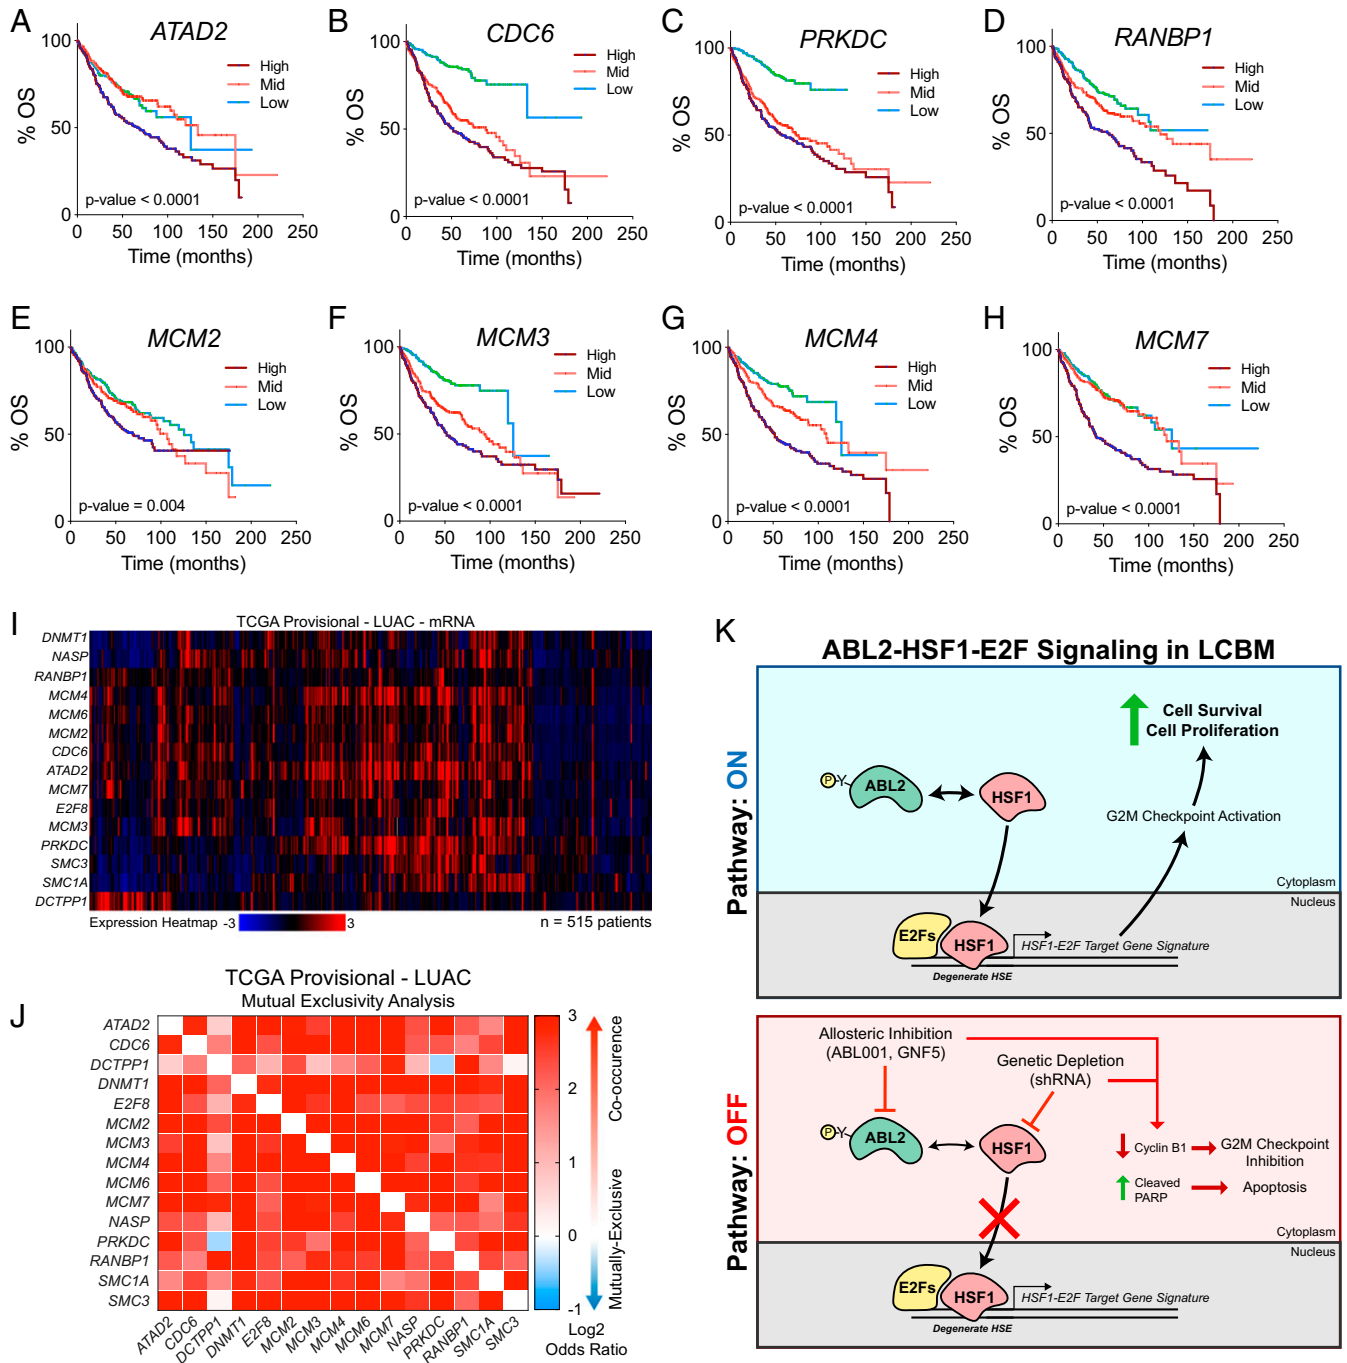 A
ATAD2
% OS
100
50
0
High
Mid
Low
p-value < 0.0001
0 50 100 150 200 250
Time (months)
B
CDC6
% OS
100
50
0
High
Mid
Low
p-value < 0.0001
0 50 100 150 200 250
Time (months)
C
PRKDC
% OS
100
50
0
High
Mid
Low
p-value < 0.0001
0 50 100 150 200 250
Time (months)
D
RANBP1
% OS
100
50
0
High
Mid
Low
p-value < 0.0001
0 50 100 150 200 250
Time (months)
E
MCM2
% OS
100
50
0
High
Mid
Low
p-value = 0.004
0 50 100 150 200 250
Time (months)
F
MCM3
% OS
100
50
0
High
Mid
Low
p-value < 0.0001
0 50 100 150 200 250
Time (months)
G
MCM4
% OS
100
50
0
High
Mid
Low
p-value < 0.0001
0 50 100 150 200 250
Time (months)
H
MCM7
% OS
100
50
0
High
Mid
Low
p-value < 0.0001
0 50 100 150 200 250
Time (months)
I
TCGA Provisional - LUAC - mRNA
DNMT1
NASP
RANBP1
MCM4
MCM6
MCM2
CDC6
ATAD2
MCM7
E2F8
MCM3
PRKDC
SMC3
SMC1A
DCTPP1
Expression Heatmap -3 3
n = 515 patients
J
TCGA Provisional - LUAC
Mutual Exclusivity Analysis
ATAD2
CDC6
DCTPP1
DNMT1
E2F8
MCM2
MCM3
MCM4
MCM6
MCM7
NASP
PRKDC
RANBP1
SMC1A
SMC3
ATAD2 CDC6 DCTPP1 DNMT1 E2F8 MCM2 MCM3 MCM4 MCM6 MCM7 NASP PRKDC RANBP1 SMC1A SMC3
3
2
1
0
-1
Co-occurence
Mutually-Exclusive
Log2
Odds Ratio
K
ABL2-HSF1-E2F Signaling in LCBM
Pathway: ON
Cell Survival
Cell Proliferation
P Y ABL2
HSF1
G2M Checkpoint Activation
Cytoplasm
Nucleus
E2Fs
HSF1
HSF1-E2F Target Gene Signature
Degenerate HSE
Pathway: OFF
Allosteric Inhibition
(ABL001, GNF5)
Genetic Depletion
(shRNA)
P Y ABL2
HSF1
Cyclin B1
G2M Checkpoint
Inhibition
Cleaved
PARP
Apoptosis
Cytoplasm
Nucleus
E2Fs
HSF1
HSF1-E2F Target Gene Signature
Degenerate HSE